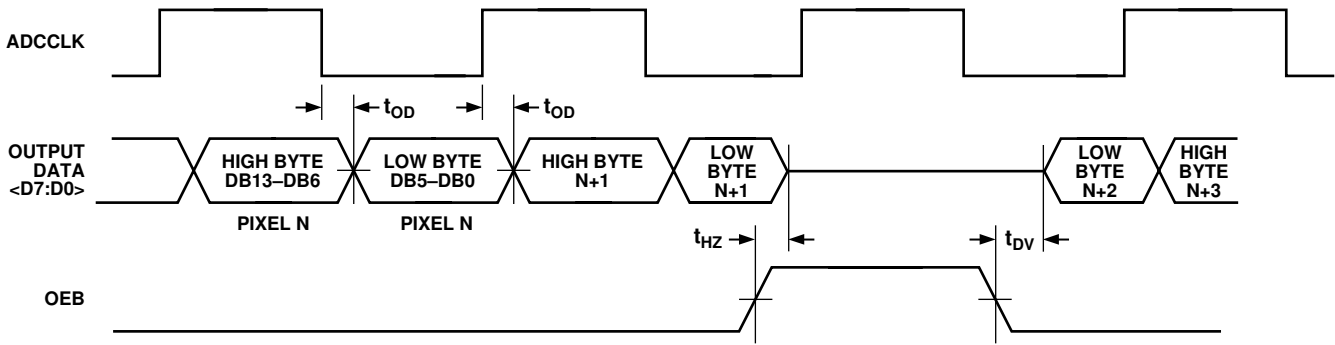 ADCCLK
tOD
tOD
OUTPUT
DATA
<D7:D0>
HIGH BYTE
DB13–DB6
LOW BYTE
DB5–DB0
HIGH BYTE
N+1
LOW
BYTE
N+1
LOW
BYTE
N+2
HIGH
BYTE
N+3
PIXEL N
PIXEL N
tHZ
tDV
OEB